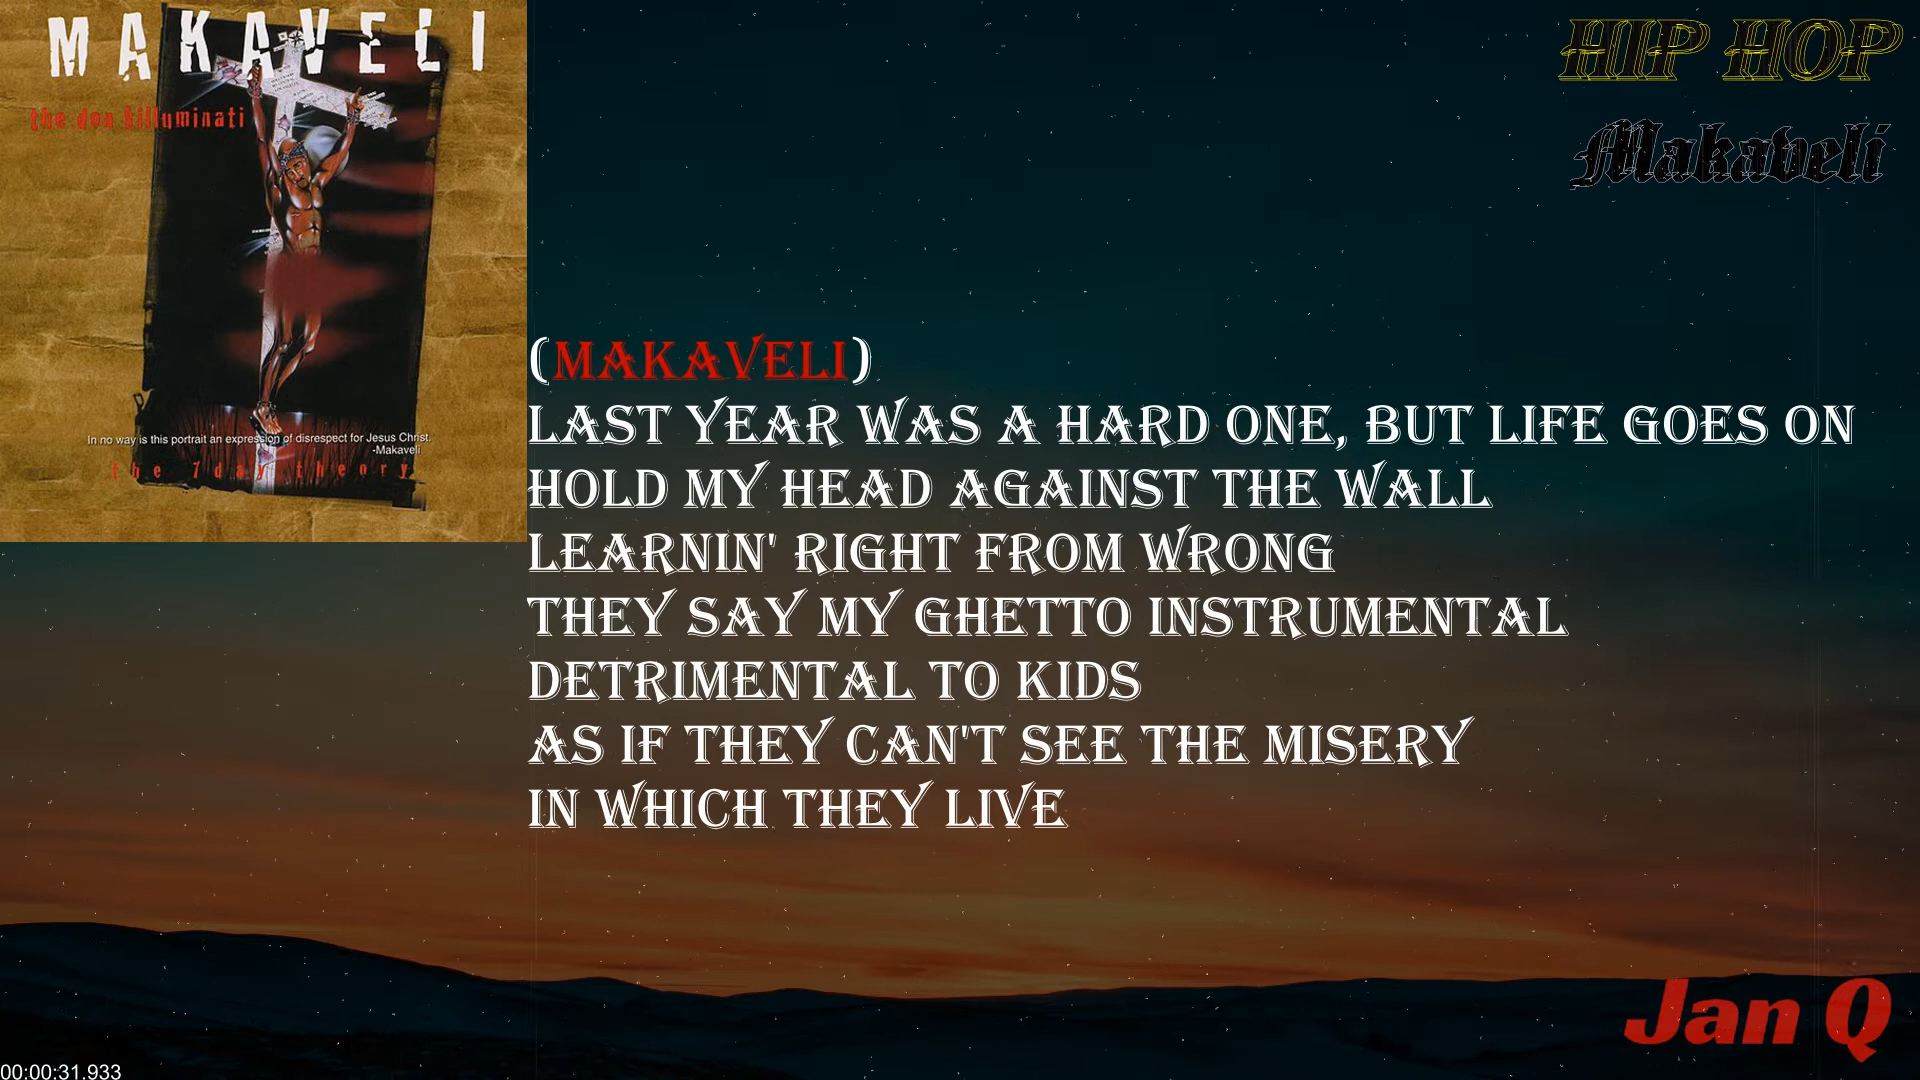 MAKAVELI
the don killuminati
In no way is this portrait an expression of disrespect for Jesus Christ.
-Makaveli
the 7 day theory
HIP HOP
Makaveli
(MAKAVELI)
LAST YEAR WAS A HARD ONE, BUT LIFE GOES ON
HOLD MY HEAD AGAINST THE WALL
LEARNIN' RIGHT FROM WRONG
THEY SAY MY GHETTO INSTRUMENTAL
DETRIMENTAL TO KIDS
AS IF THEY CAN'T SEE THE MISERY
IN WHICH THEY LIVE
Jan Q
00:00:31.933